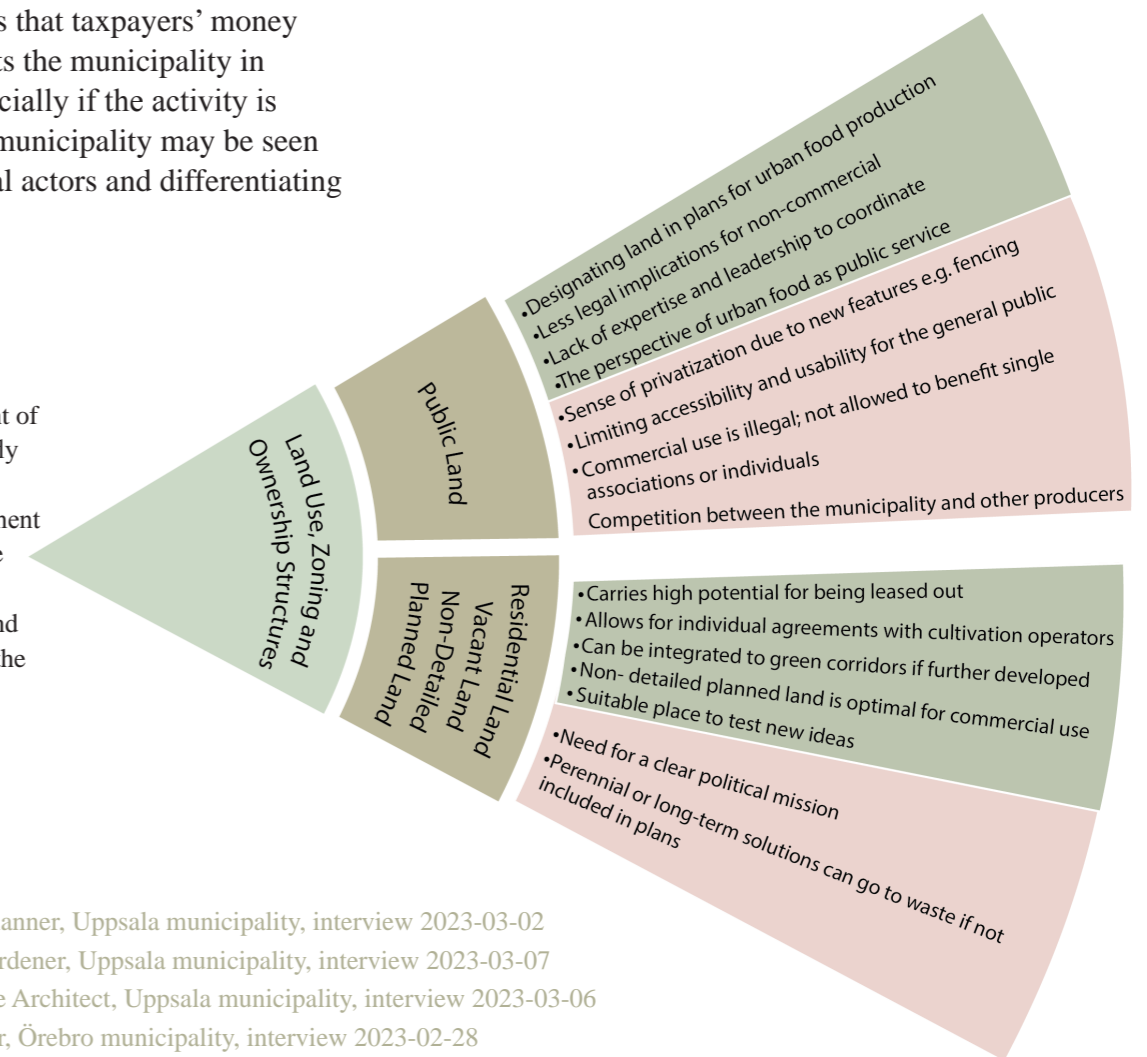 s that taxpayers’ money
ts the municipality in
cially if the activity is
municipality may be seen
al actors and differentiating
nt of
ly
ment
e
nd
the
Land Use, Zoning and
Ownership Structures
Public Land
•Designating land in plans for urban food production
•Less legal implications for non-commercial
•Lack of expertise and leadership to coordinate
•The perspective of urban food as public service
•Sense of privatization due to new features e.g. fencing
•Limiting accessibility and usability for the general public
•Commercial use is illegal; not allowed to benefit single
associations or individuals
Competition between the municipality and other producers
Residential Land
Vacant Land
Non-Detailed
Planned Land
•Carries high potential for being leased out
•Allows for individual agreements with cultivation operators
•Can be integrated to green corridors if further developed
•Non- detailed planned land is optimal for commercial use
•Suitable place to test new ideas
•Need for a clear political mission
•Perennial or long-term solutions can go to waste if not
included in plans
anner, Uppsala municipality, interview 2023-03-02
rdener, Uppsala municipality, interview 2023-03-07
e Architect, Uppsala municipality, interview 2023-03-06
r, Örebro municipality, interview 2023-02-28